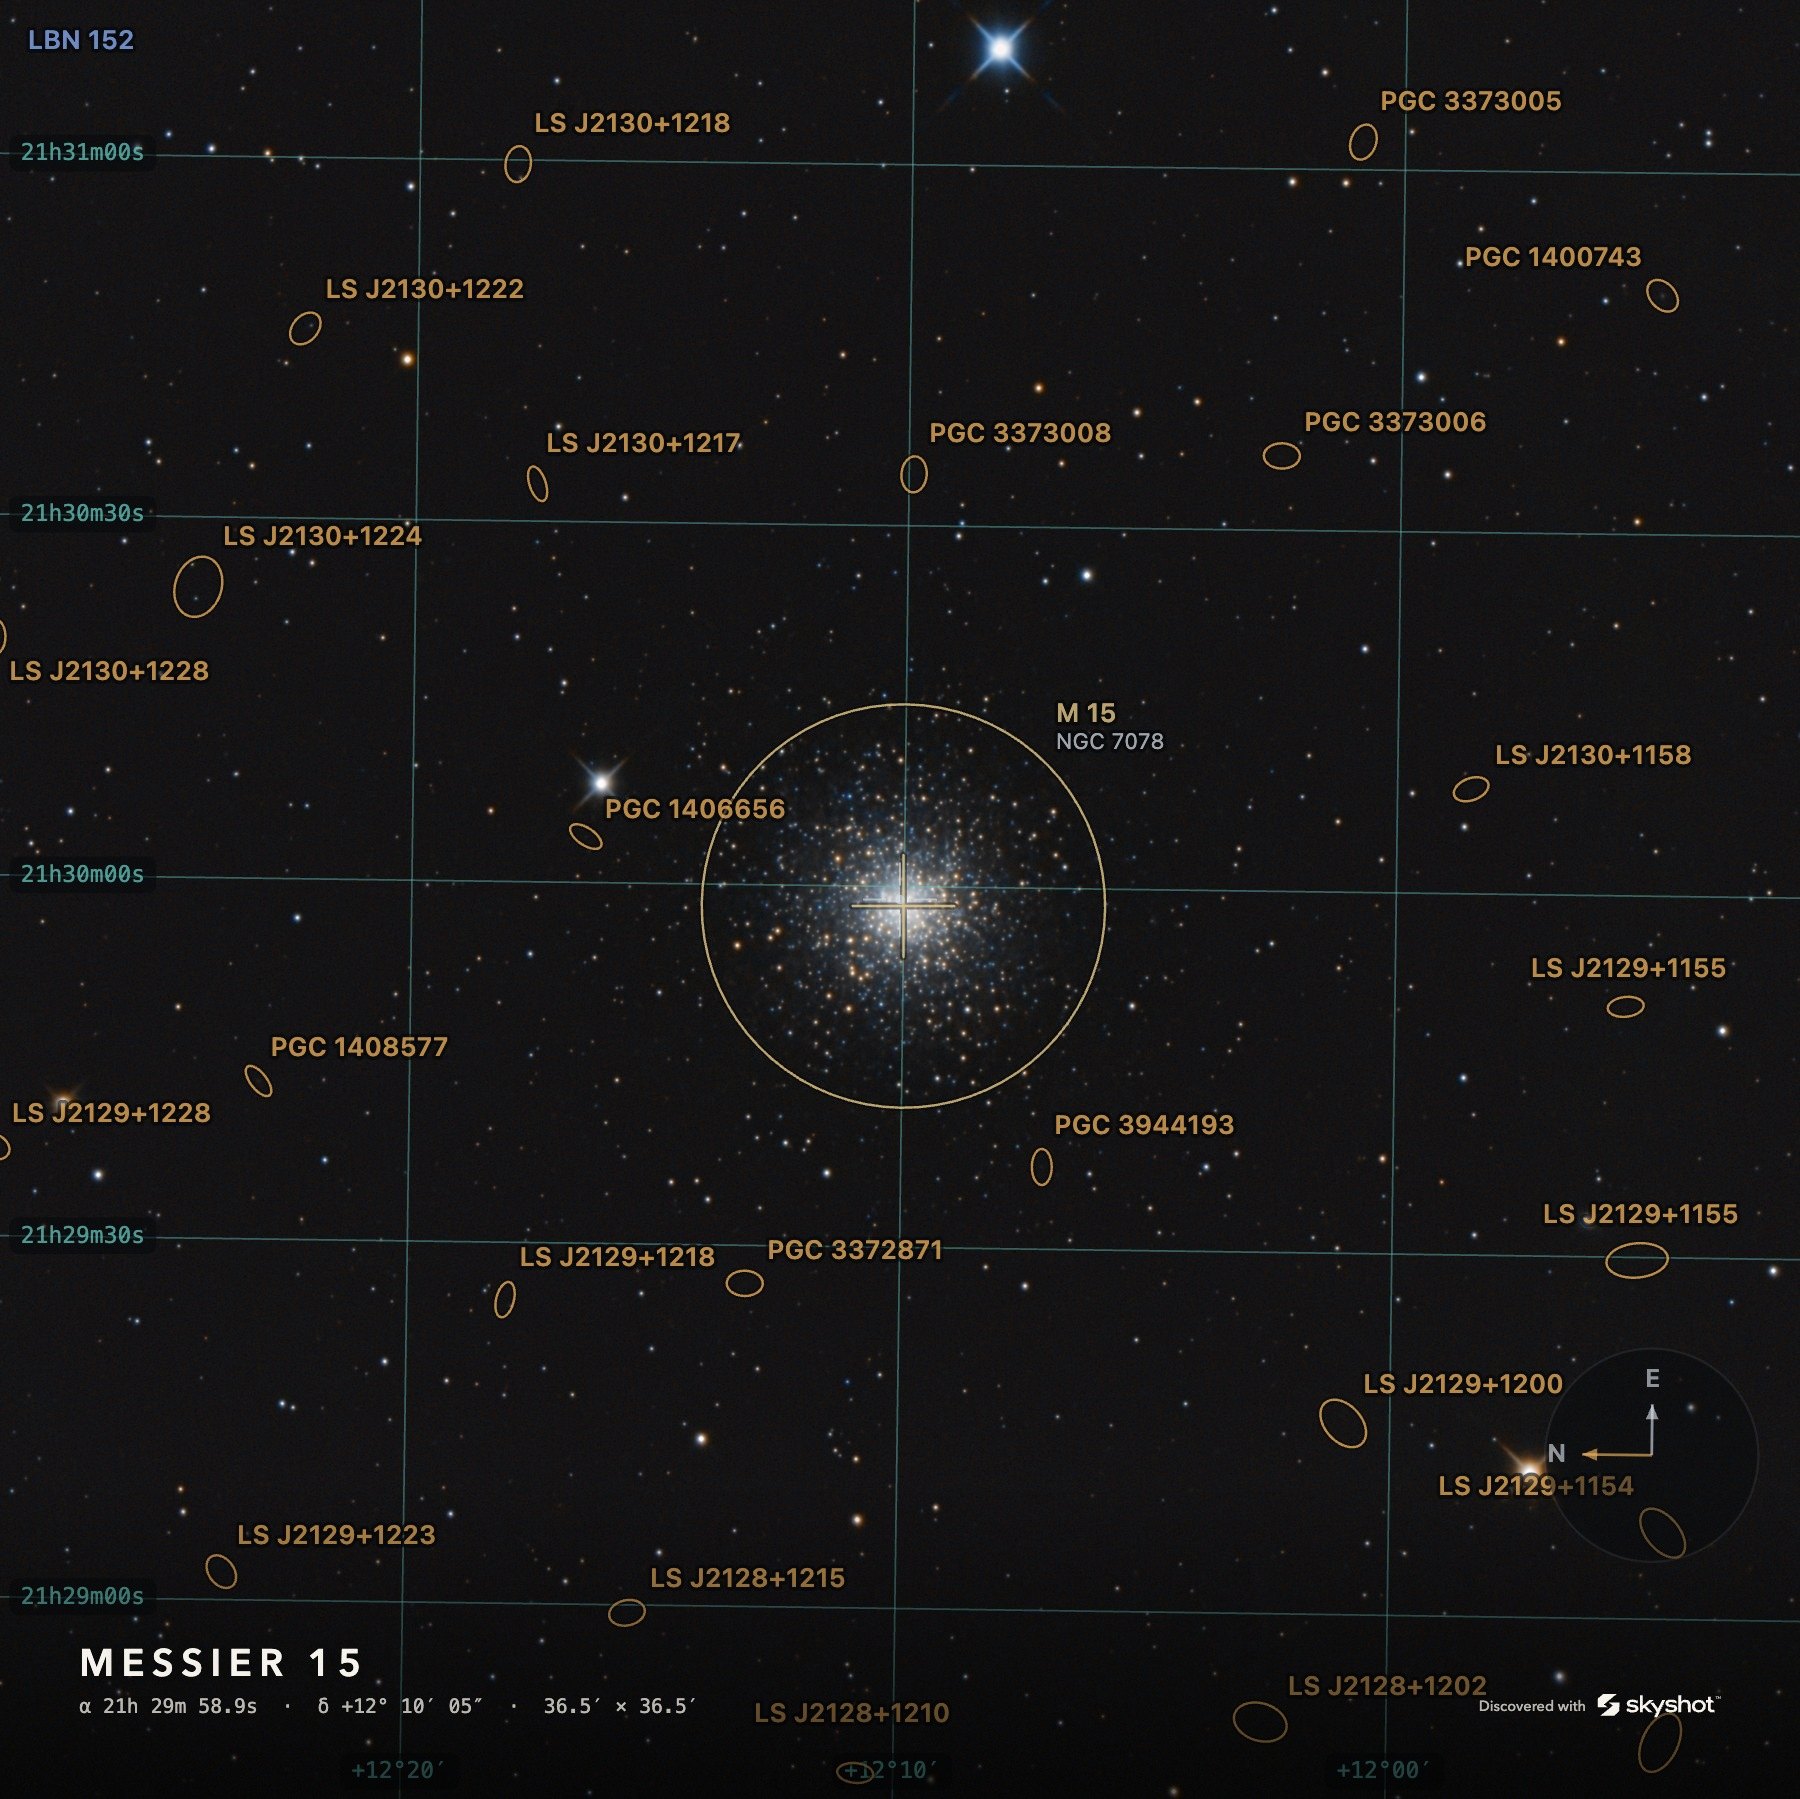 LBN 152
PGC 3373005
LS J2130+1218
21h31m00s
PGC 1400743
LS J2130+1222
PGC 3373006
PGC 3373008
LS J2130+1217
21h30m30s
LS J2130+1224
LS J2130+1228
M 15
NGC 7078
LS J2130+1158
PGC 1406656
21h30m00s
LS J2129+1155
PGC 1408577
LS J2129+1228
PGC 3944193
LS J2129+1155
21h29m30s
PGC 3372871
LS J2129+1218
E
LS J2129+1200
N
LS J2129+1154
LS J2129+1223
LS J2128+1215
21h29m00s
MESSIER 15
α 21h 29m 58.9s · δ +12° 10′ 05″ · 36.5′ × 36.5′
LS J2128+1202
Discovered with skyshot™
LS J2128+1210
+12°20′
+12°10′
+12°00′